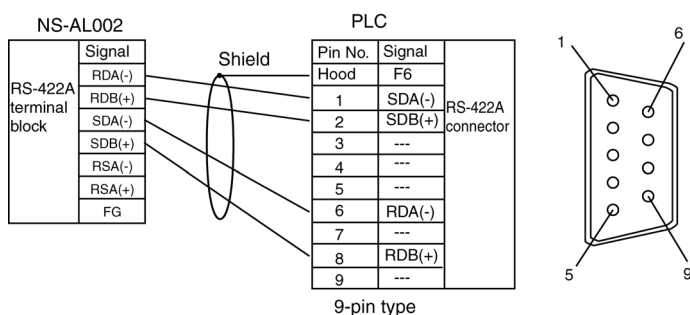 NS-AL002
PLC
RS-422A
terminal
block
Signal
RDA(-)
RDB(+)
SDA(-)
SDB(+)
RSA(-)
RSA(+)
FG
Shield
Pin No. Signal
Hood F6
1 SDA(-)
2 SDB(+)
3 ---
4 ---
5 ---
6 RDA(-)
7 ---
8 RDB(+)
9 ---
RS-422A
connector
9-pin type
1
6
5
9